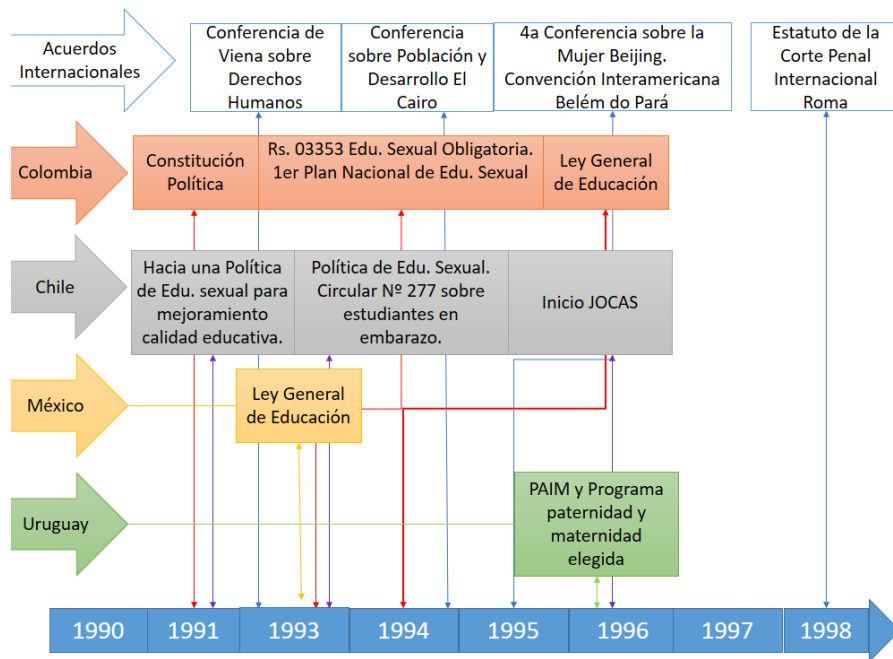 Acuerdos
Internacionales
Conferencia de
Viena sobre
Derechos
Humanos
Conferencia
sobre Población y
Desarrollo El
Cairo
4a Conferencia sobre la
Mujer Beijing.
Convención Interamericana
Belém do Pará
Estatuto de la
Corte Penal
Internacional
Roma
Colombia
Constitución
Política
Rs. 03353 Edu. Sexual Obligatoria.
1er Plan Nacional de Edu. Sexual
Ley General
de Educación
Chile
Hacia una Política
de Edu. sexual para
mejoramiento
calidad educativa.
Política de Edu. Sexual.
Circular Nº 277 sobre
estudiantes en
embarazo.
Inicio JOCAS
México
Ley General
de Educación
Uruguay
PAIM y Programa
paternidad y
maternidad
elegida
1990 1991 1993 1994 1995 1996 1997 1998